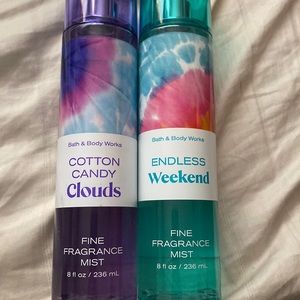 Bath & Body Works
COTTON
CANDY
Clouds
FINE
FRAGRANCE
MIST
8 fl oz / 236 mL
Bath & Body Works
ENDLESS
Weekend
FINE
FRAGRANCE
MIST
8 fl oz / 236 mL